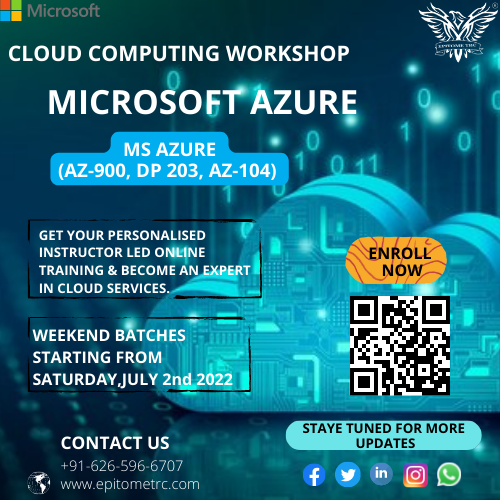 Microsoft
EPITOME TRC
CLOUD COMPUTING WORKSHOP
MICROSOFT AZURE
MS AZURE
(AZ-900, DP 203, AZ-104)
GET YOUR PERSONALISED
INSTRUCTOR LED ONLINE
TRAINING & BECOME AN EXPERT
IN CLOUD SERVICES.
ENROLL
NOW
WEEKEND BATCHES
STARTING FROM
SATURDAY,JULY 2nd 2022
STAYE TUNED FOR MORE
UPDATES
CONTACT US
+91-626-596-6707
www.epitometrc.com